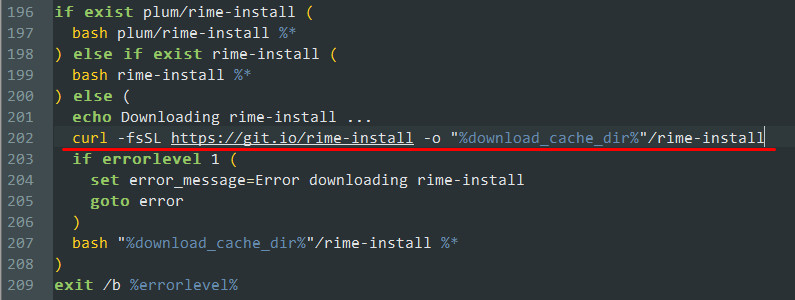 196 if exist plum/rime-install (
197 bash plum/rime-install %*
198 ) else if exist rime-install (
199 bash rime-install %*
200 ) else (
201 echo Downloading rime-install ...
202 curl -fsSL https://git.io/rime-install -o "%download_cache_dir%"/rime-install
203 if errorlevel 1 (
204 set error_message=Error downloading rime-install
205 goto error
206 )
207 bash "%download_cache_dir%"/rime-install %*
208 )
209 exit /b %errorlevel%